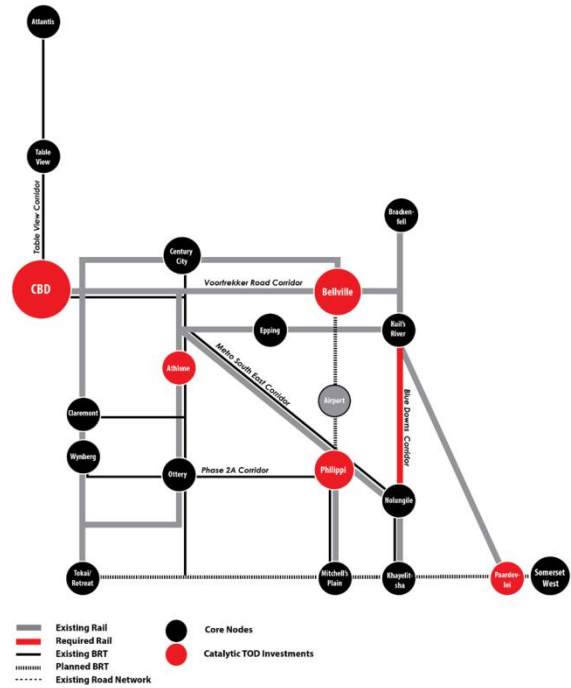 Atlantis
Table
View
Table View Corridor
Bracken-
fell
Century
City
CBD
Voortrekker Road Corridor
Bellville
Epping
Kuil's
River
Athlone
Metro South East Corridor
Airport
Blue Downs Corridor
Claremont
Wynberg
Ottery
Phase 2A Corridor
Philippi
Nolungile
Tokai/
Retreat
Mitchell's
Plain
Khayelit-
sha
Paardev-
lei
Somerset
West
Existing Rail
Required Rail
Existing BRT
Planned BRT
Existing Road Network
Core Nodes
Catalytic TOD Investments